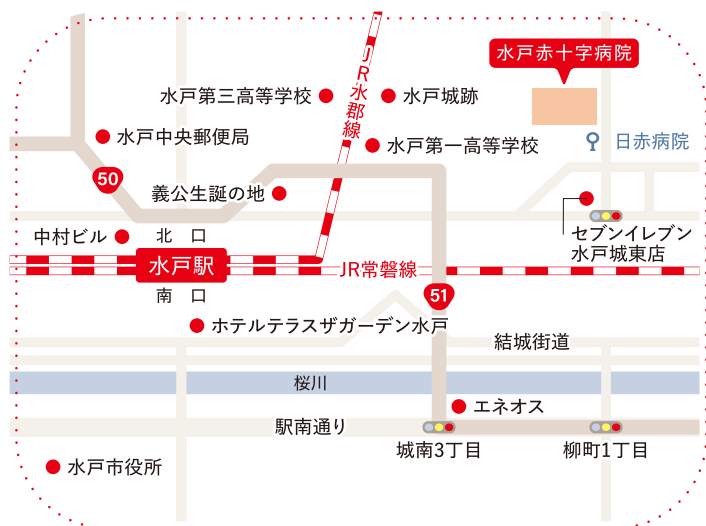 水戸赤十字病院
JR水郡線
水戸第三高等学校
水戸城跡
水戸中央郵便局
水戸第一高等学校
日赤病院
50
義公生誕の地
中村ビル
北 口
セブンイレブン
水戸城東店
水戸駅
JR常磐線
南 口
51
ホテルテラスザガーデン水戸
結城街道
桜川
エネオス
駅南通り
城南3丁目
柳町1丁目
水戸市役所